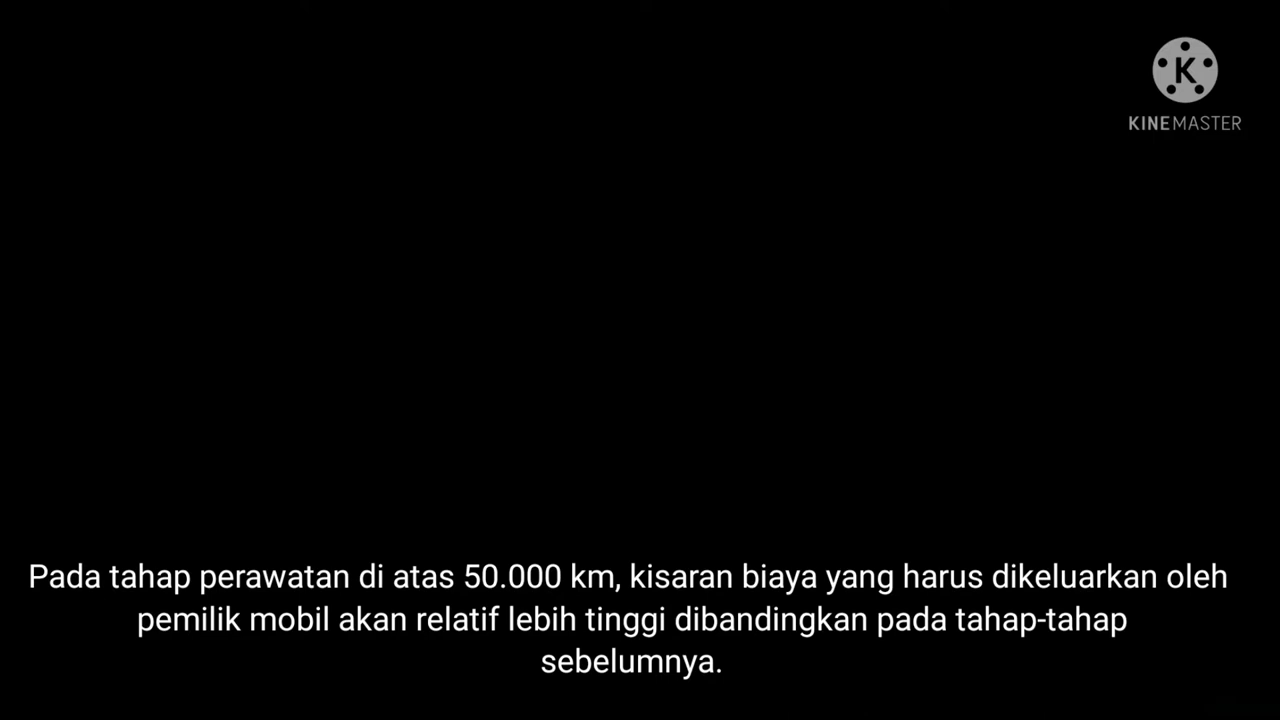 K
KINEMASTER
Pada tahap perawatan di atas 50.000 km, kisaran biaya yang harus dikeluarkan oleh
pemilik mobil akan relatif lebih tinggi dibandingkan pada tahap-tahap
sebelumnya.